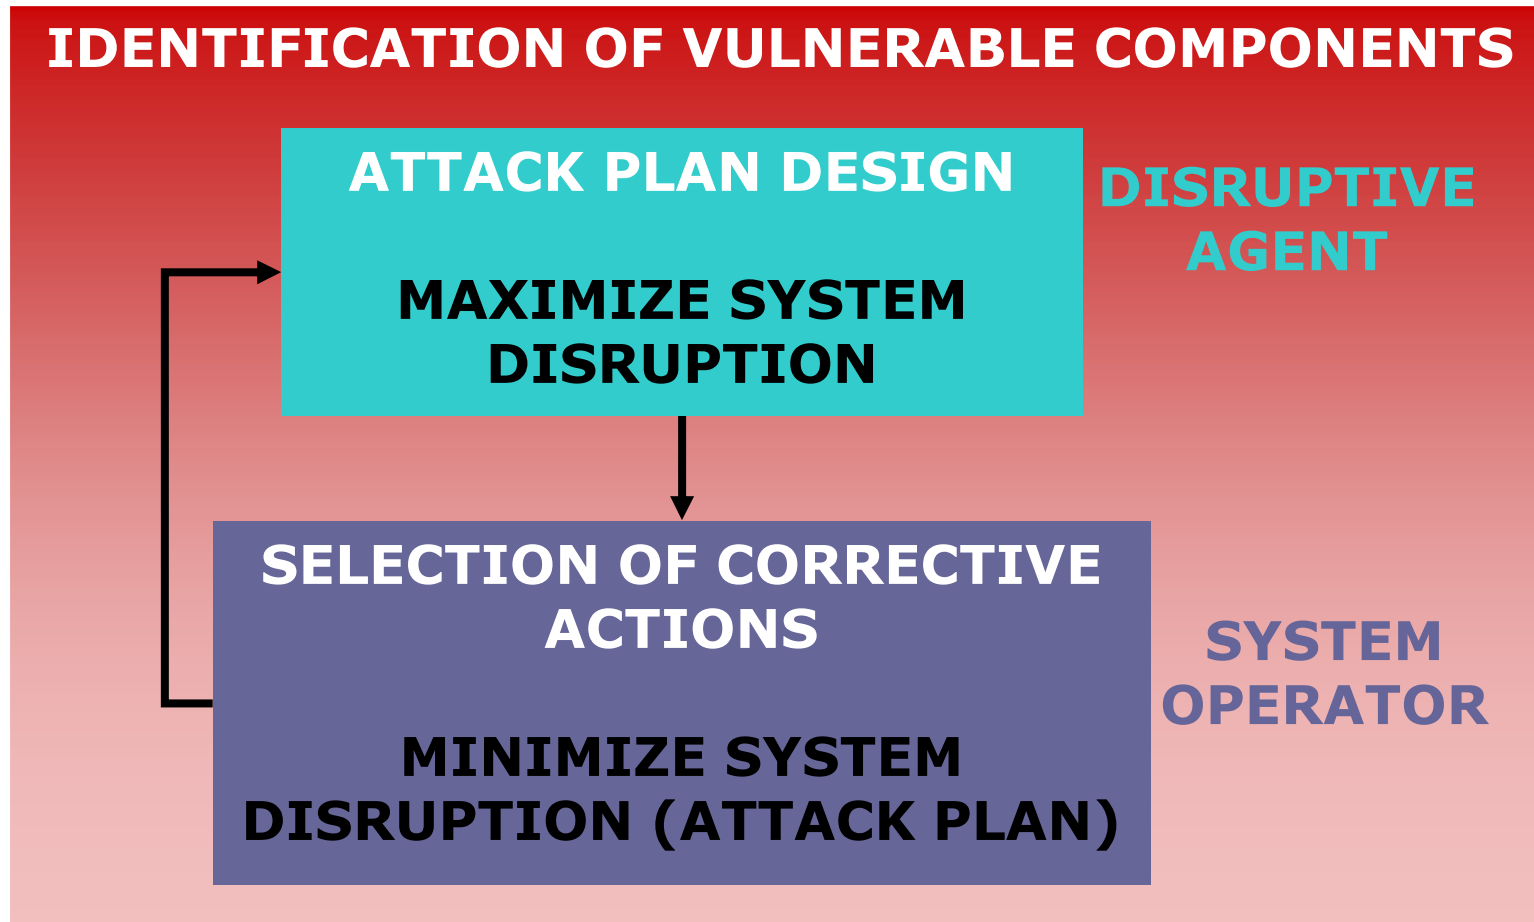 IDENTIFICATION OF VULNERABLE COMPONENTS
ATTACK PLAN DESIGN
MAXIMIZE SYSTEM
DISRUPTION
DISRUPTIVE
AGENT
SELECTION OF CORRECTIVE
ACTIONS
MINIMIZE SYSTEM
DISRUPTION (ATTACK PLAN)
SYSTEM
OPERATOR